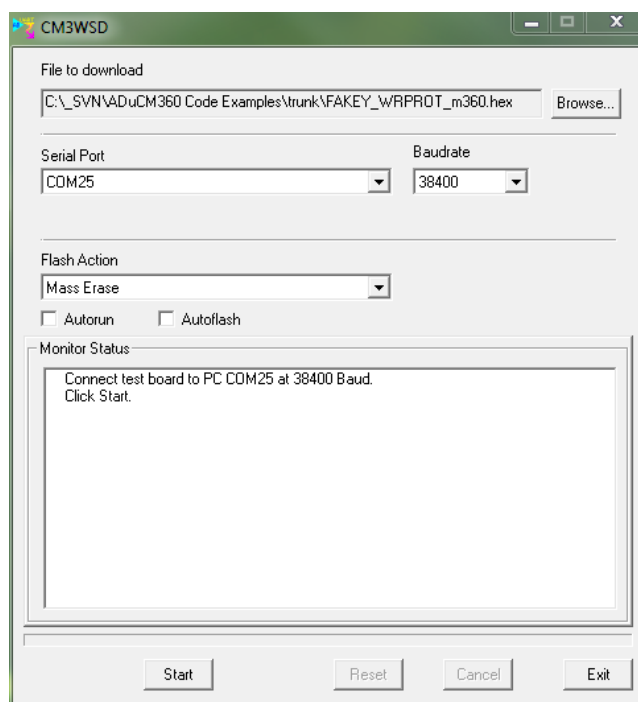 CM3WSD
File to download
C:\_SVN\ADuCM360 Code Examples\trunk\FAKEY_WRPROT_m360.hex
Browse...
Serial Port
Baudrate
COM25
38400
Flash Action
Mass Erase
Autorun
Autoflash
Monitor Status
Connect test board to PC COM25 at 38400 Baud.
Click Start.
Start
Reset
Cancel
Exit